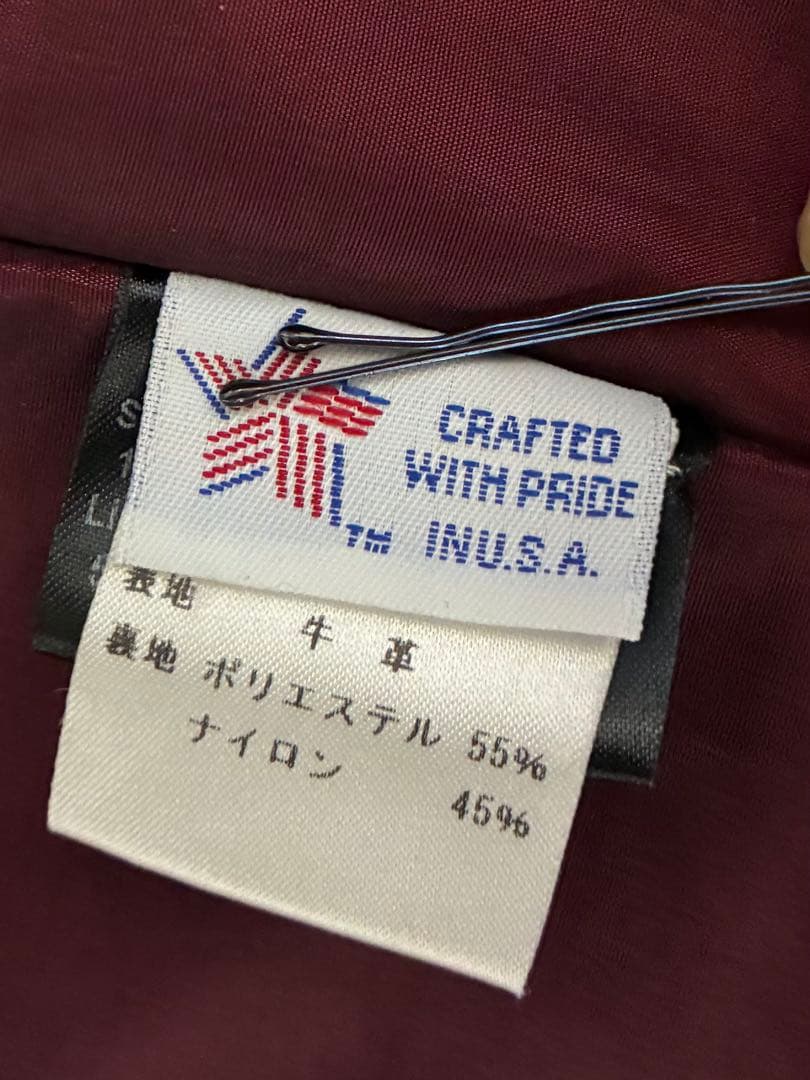 CRAFTED
WITH PRIDE
IN U.S.A.
TM
表地 牛革
裏地 ポリエステル 55%
ナイロン 45%